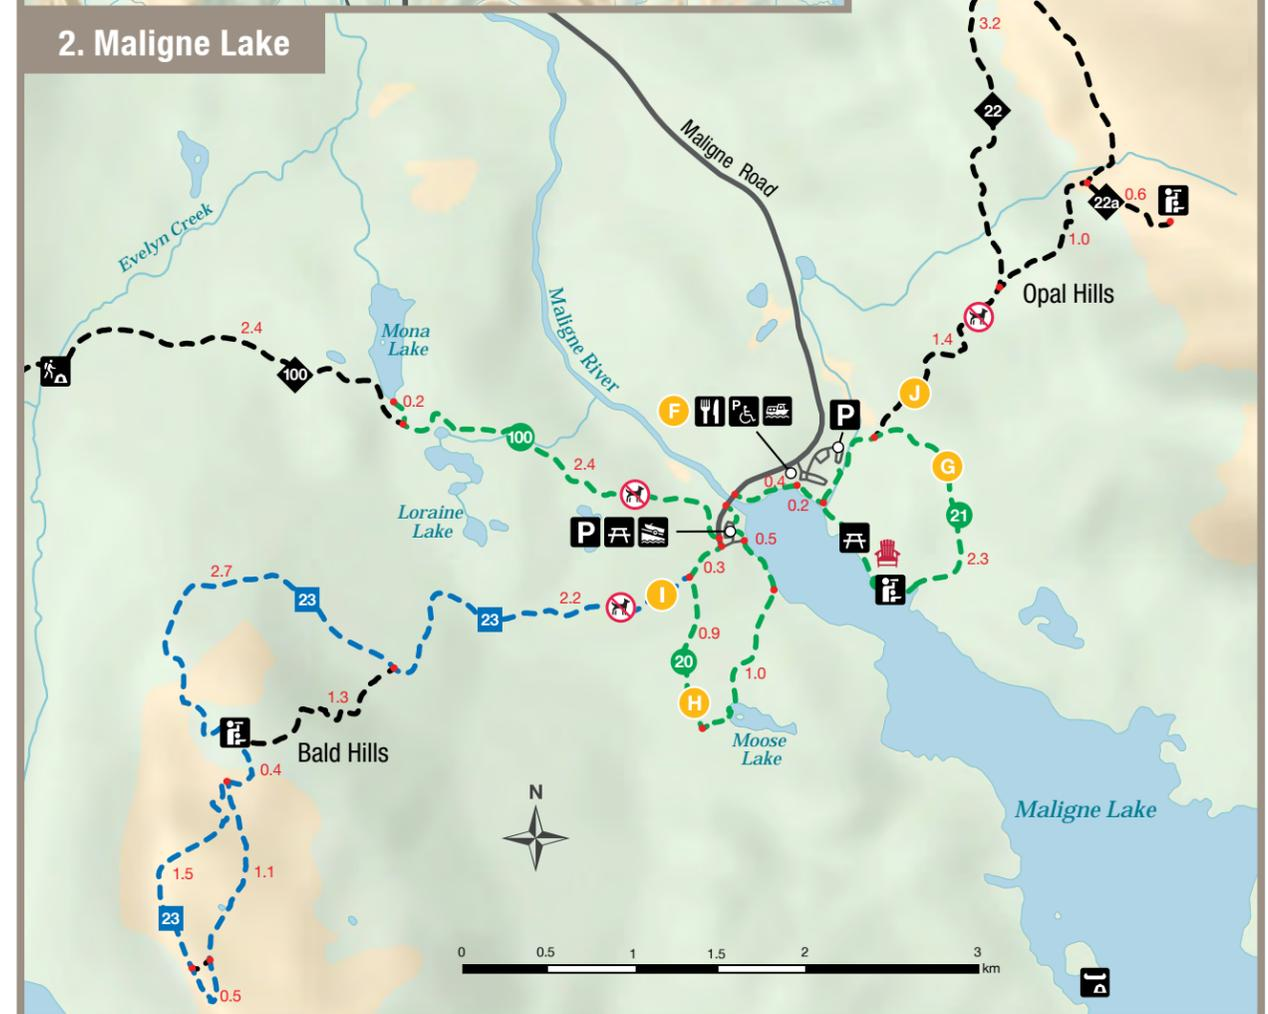 2. Maligne Lake
3.2
22
Maligne Road
22a
0.6
Evelyn Creek
1.0
Opal Hills
Maligne River
Mona
Lake
2.4
1.4
100
0.2
J
F
P
P
100
G
2.4
0.4
0.2
21
Loraine
Lake
P
0.5
2.3
0.3
2.7
23
I
2.2
23
0.9
20
1.0
1.3
H
Bald Hills
Moose
Lake
0.4
N
Maligne Lake
1.5
1.1
23
0 0.5 1 1.5 2 3
km
0.5